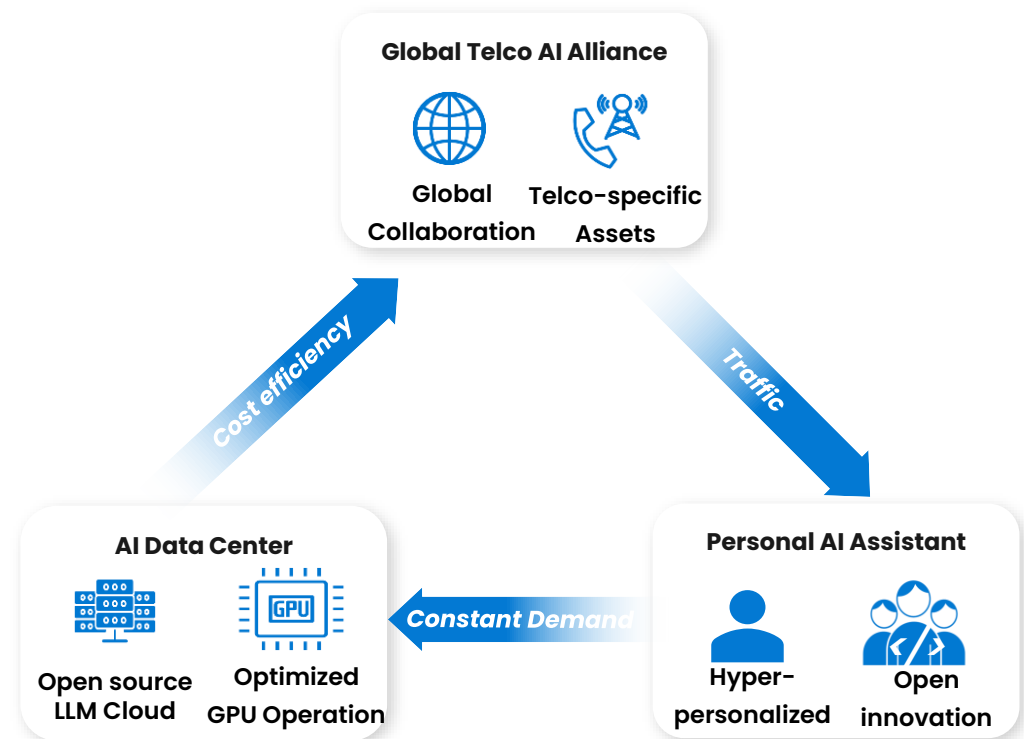 Global Telco AI Alliance
Global
Collaboration
Telco-specific
Assets
Cost efficiency
Traffic
AI Data Center
GPU
Open source
LLM Cloud
Optimized
GPU Operation
Constant Demand
Personal AI Assistant
Hyper-
personalized
Open
innovation